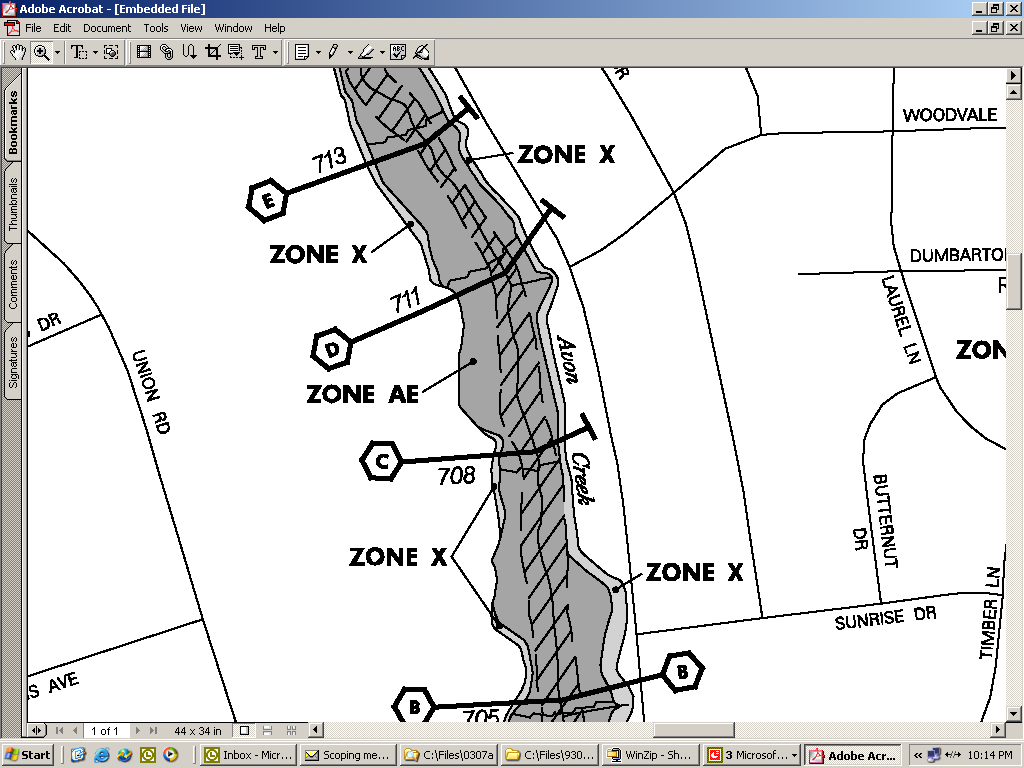 Adobe Acrobat - [Embedded File]
File Edit Document Tools View Window Help
Bookmarks
Thumbnails
Comments
Signatures
WOODVALE
713
ZONE X
E
ZONE X
DUMBARTO
R
711
LAUREL LN
DR
D
Avon
ZONE
UNION RD
ZONE AE
C
708
Creek
BUTTERNUT
DR
ZONE X
ZONE X
TIMBER LN
SUNRISE DR
S AVE
B
B
705
1 of 1 44 x 34 in
Start Inbox - Micr... Scoping me... C:\Files\0307a C:\Files\930... WinZip - Sh... 3 Microsof... Adobe Acr... 10:14 PM